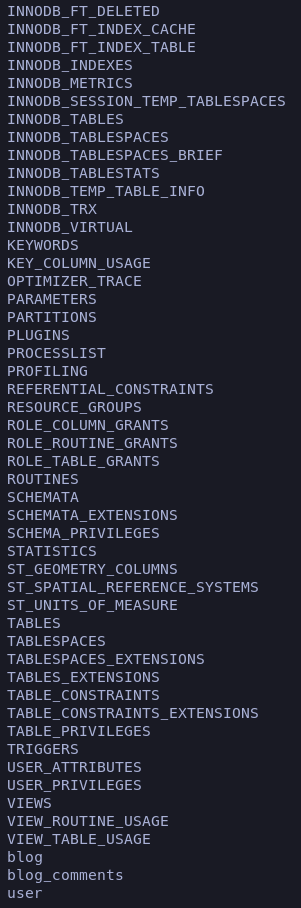 INNODB_FT_DELETED
INNODB_FT_INDEX_CACHE
INNODB_FT_INDEX_TABLE
INNODB_INDEXES
INNODB_METRICS
INNODB_SESSION_TEMP_TABLESPACES
INNODB_TABLES
INNODB_TABLESPACES
INNODB_TABLESPACES_BRIEF
INNODB_TABLESTATS
INNODB_TEMP_TABLE_INFO
INNODB_TRX
INNODB_VIRTUAL
KEYWORDS
KEY_COLUMN_USAGE
OPTIMIZER_TRACE
PARAMETERS
PARTITIONS
PLUGINS
PROCESSLIST
PROFILING
REFERENTIAL_CONSTRAINTS
RESOURCE_GROUPS
ROLE_COLUMN_GRANTS
ROLE_ROUTINE_GRANTS
ROLE_TABLE_GRANTS
ROUTINES
SCHEMATA
SCHEMATA_EXTENSIONS
SCHEMA_PRIVILEGES
STATISTICS
ST_GEOMETRY_COLUMNS
ST_SPATIAL_REFERENCE_SYSTEMS
ST_UNITS_OF_MEASURE
TABLES
TABLESPACES
TABLESPACES_EXTENSIONS
TABLES_EXTENSIONS
TABLE_CONSTRAINTS
TABLE_CONSTRAINTS_EXTENSIONS
TABLE_PRIVILEGES
TRIGGERS
USER_ATTRIBUTES
USER_PRIVILEGES
VIEWS
VIEW_ROUTINE_USAGE
VIEW_TABLE_USAGE
blog
blog_comments
user